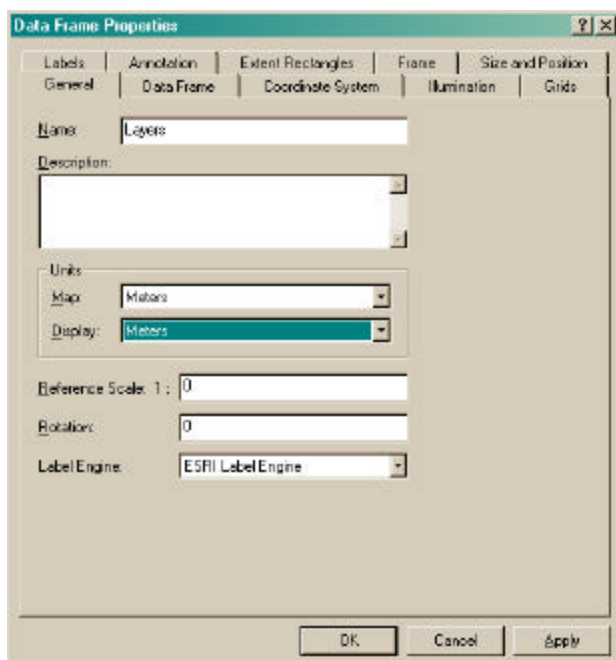 Data Frame Properties
Labels Annotation Extent Rectangles Frame Size and Position
General Data Frame Coordinate System Illumination Grids
Name: Layers
Description:
Units
Map: Meters
Display: Meters
Reference Scale: 1 : 0
Rotation: 0
Label Engine: ESRI Label Engine
OK Cancel Apply